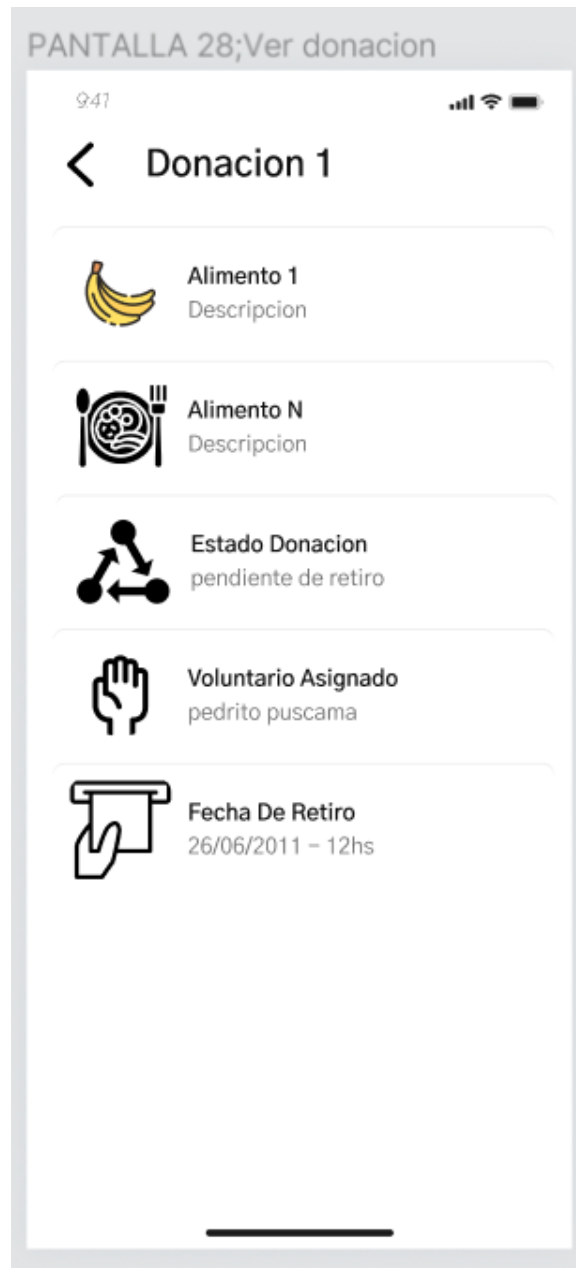 PANTALLA 28;Ver donacion
9:41
Donacion 1
Alimento 1
Descripcion
Alimento N
Descripcion
Estado Donacion
pendiente de retiro
Voluntario Asignado
pedrito puscama
Fecha De Retiro
26/06/2011 - 12hs